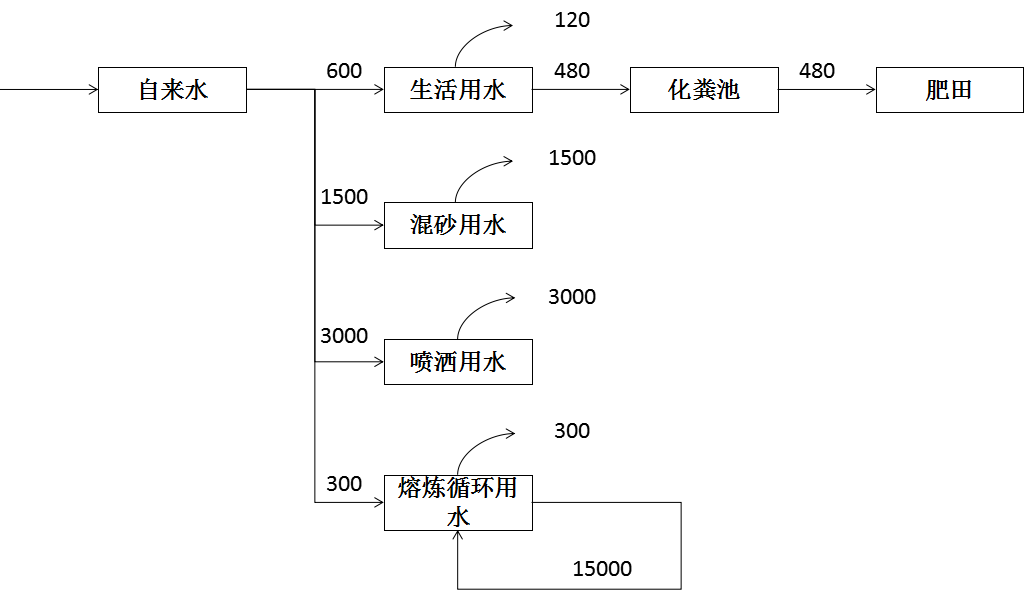 120
600
480
480
自来水
生活用水
化粪池
肥田
1500
1500
混砂用水
3000
3000
喷洒用水
300
300
熔炼循环用
水
15000